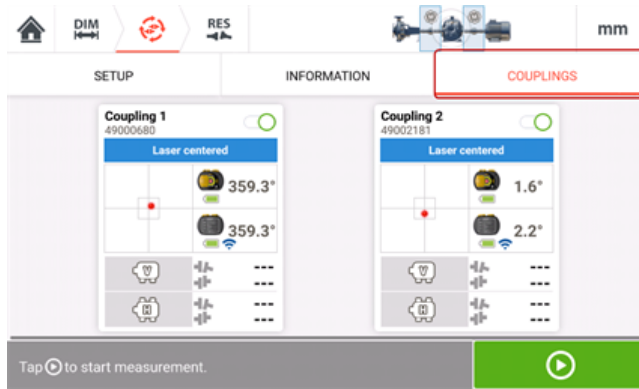 DIM
RES
mm
SETUP
INFORMATION
COUPLINGS
Coupling 1
49000680
Laser centered
359.3°
359.3°
V
---
---
H
---
---
Coupling 2
49002181
Laser centered
1.6°
2.2°
V
---
---
H
---
---
Tap to start measurement.